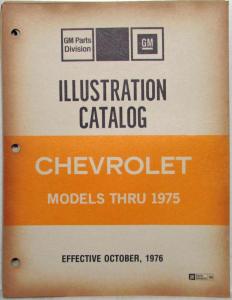 GM Parts
Division
GM
ILLUSTRATION
CATALOG
CHEVROLET
MODELS THRU 1975
EFFECTIVE OCTOBER, 1976